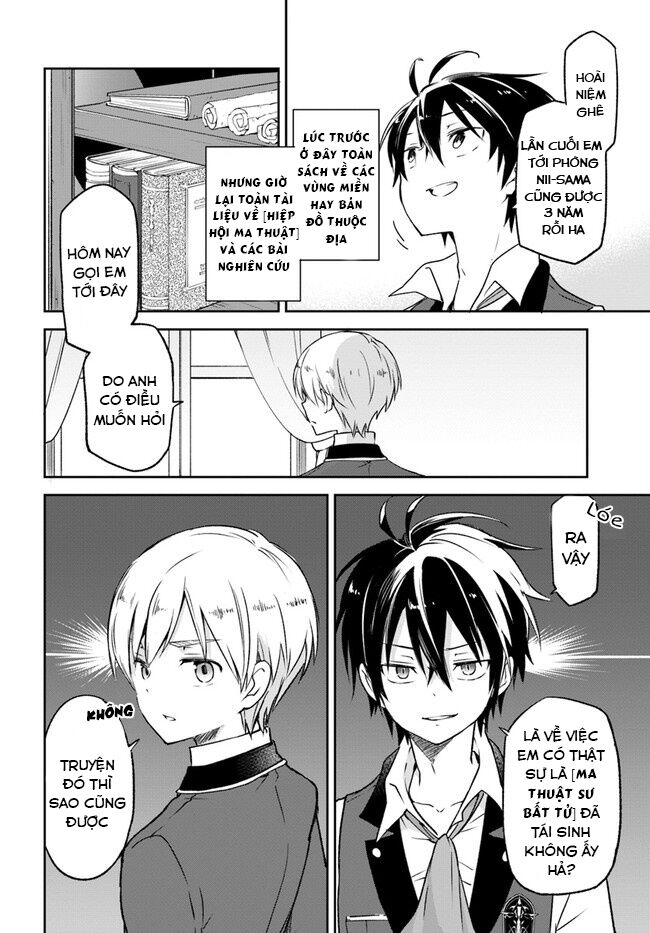 HOÀI
NIỆM
GHÊ
LẦN CUỐI EM
TỚI PHÓNG
NII-SAMA
CŨNG ĐƯỢC
3 NĂM
RỒI HA
LÚC TRƯỚC
Ở ĐÂY TOÀN
SÁCH VỀ CÁC
VÙNG MIỀN
HAY BẢN
ĐỒ THUỘC
ĐỊA
NHƯNG GIỜ
LẠI TOÀN TÀI
LIỆU VỀ [HIỆP
HỘI MA THUẬT]
VÀ CÁC BÀI
NGHIÊN CỨU
HÔM NAY
GỌI EM
TỚI ĐÂY
DO ANH
CÓ ĐIỀU
MUỐN HỎI
Lóe
RA
VẬY
LÀ VỀ VIỆC
EM CÓ THẬT
SỰ LÀ [MA
THUẬT SƯ
BẤT TỬ] ĐÃ
TÁI SINH
KHÔNG ẤY
HẢ?
KHÔNG
TRUYỆN
ĐÓ THÌ
SAO CŨNG
ĐƯỢC